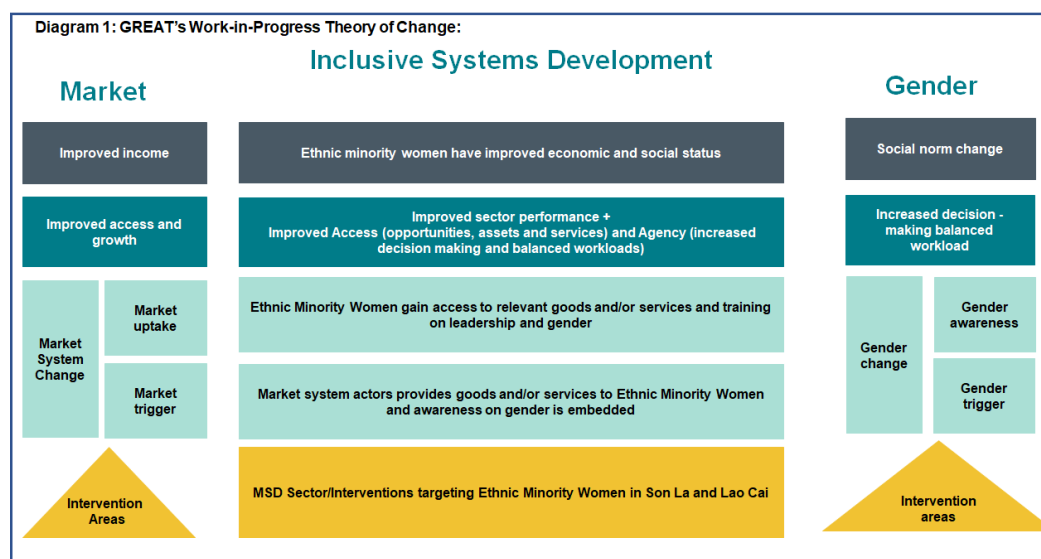 Diagram 1: GREAT's Work-in-Progress Theory of Change:
Inclusive Systems Development
Market
Gender
Improved income
Ethnic minority women have improved economic and social status
Social norm change
Improved access and
growth
Improved sector performance +
Improved Access (opportunities, assets and services) and Agency (increased
decision making and balanced workloads)
Increased decision -
making balanced
workload
Market
System
Change
Market
uptake
Market
trigger
Ethnic Minority Women gain access to relevant goods and/or services and training
on leadership and gender
Market system actors provides goods and/or services to Ethnic Minority Women
and awareness on gender is embedded
Gender
change
Gender
awareness
Gender
trigger
Intervention
Areas
MSD Sector/Interventions targeting Ethnic Minority Women in Son La and Lao Cai
Intervention
areas